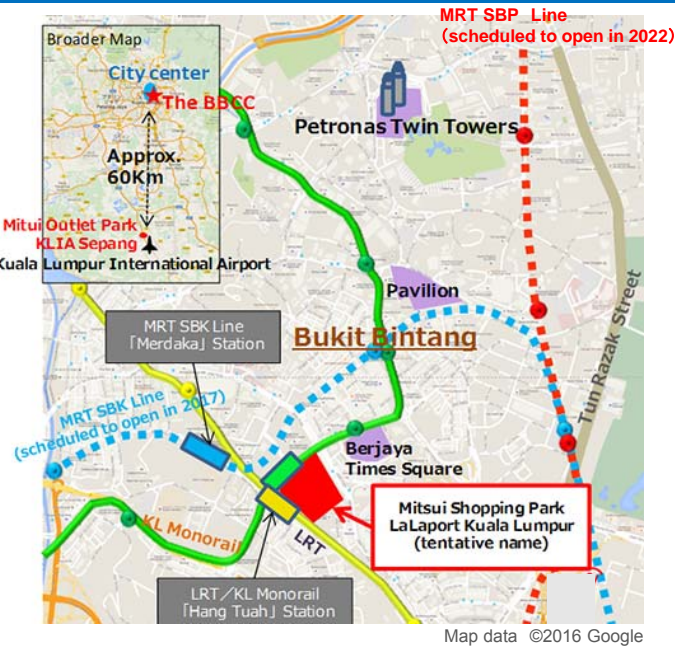 MRT SBP Line
(scheduled to open in 2022)
Broader Map
City center
The BBCC
Approx.
60Km
Mitui Outlet Park
KLIA Sepang
Kuala Lumpur International Airport
Petronas Twin Towers
Pavilion
MRT SBK Line
「Merdaka」 Station
Bukit Bintang
Tun Razak Street
MRT SBK Line
(scheduled to open in 2017)
Berjaya
Times Square
Mitsui Shopping Park
LaLaport Kuala Lumpur
(tentative name)
KL Monorail
LRT
LRT/KL Monorail
「Hang Tuah」 Station
Map data ©2016 Google